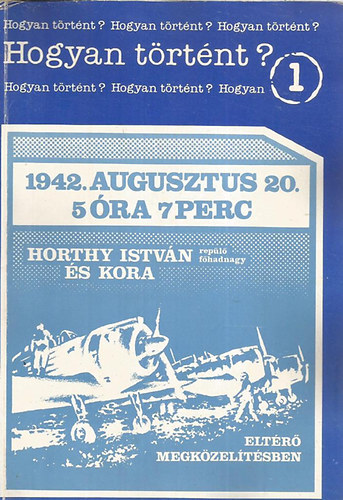 Hogyan történt? Hogyan történt? Hogyan történt?
Hogyan történt?
1
Hogyan történt? Hogyan történt? Hogyan
1942. AUGUSZTUS 20.
5 ÓRA 7 PERC
HORTHY ISTVÁN repülő főhadnagy
ÉS KORA
ELTÉRŐ
MEGKÖZELÍTÉSBEN